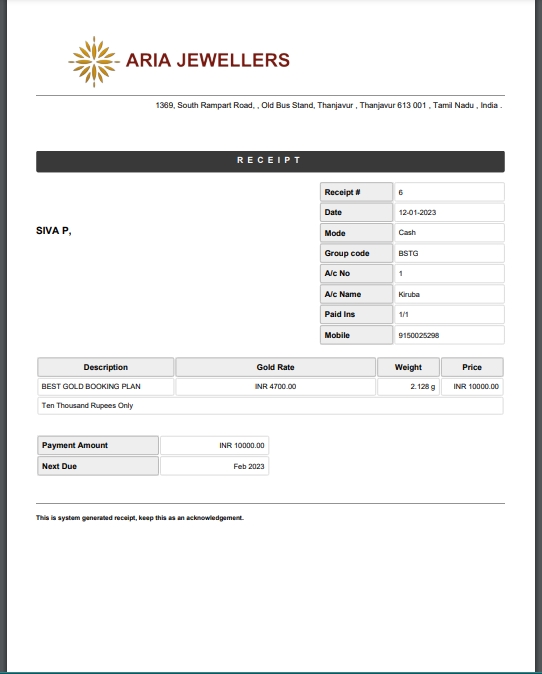 ARIA JEWELLERS
1369, South Rampart Road, , Old Bus Stand, Thanjavur , Thanjavur 613 001 , Tamil Nadu , India .
RECEIPT
SIVA P,
Receipt # 6
Date 12-01-2023
Mode Cash
Group code BSTG
A/c No 1
A/c Name Kiruba
Paid Ins 1/1
Mobile 9150025298
Description Gold Rate Weight Price
BEST GOLD BOOKING PLAN INR 4700.00 2.128 g INR 10000.00
Ten Thousand Rupees Only
Payment Amount INR 10000.00
Next Due Feb 2023
This is system generated receipt, keep this as an acknowledgement.